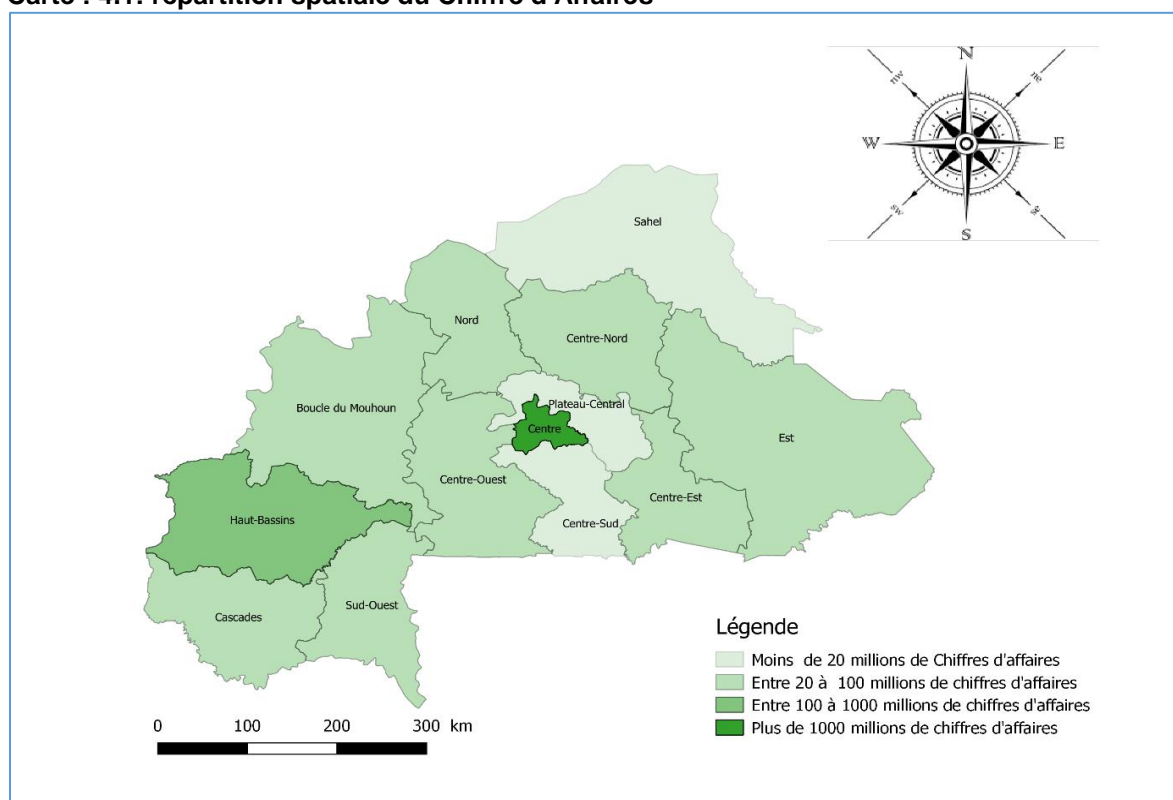 Carte : 4.1: répartition spatiale du Chiffre d'Affaires
N
nw
ne
W
E
sw
S
Sahel
Nord
Centre-Nord
Boucle du Mouhoun
Plateau-Central
Centre
Est
Centre-Ouest
Centre-Est
Haut-Bassins
Centre-Sud
Cascades
Sud-Ouest
Légende
Moins de 20 millions de Chiffres d'affaires
Entre 20 à 100 millions de chiffres d'affaires
Entre 100 à 1000 millions de chiffres d'affaires
Plus de 1000 millions de chiffres d'affaires
0 100 200 300 km